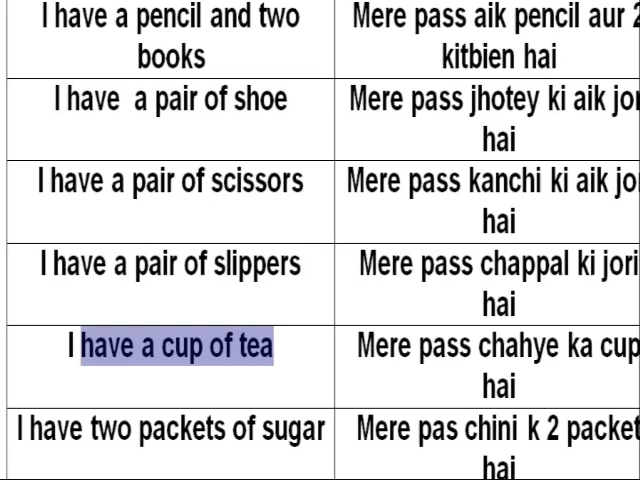 I have a pencil and two
books
Mere pass aik pencil aur
kitbien hai
I have a pair of shoe
Mere pass jhotey ki aik
hai
I have a pair of scissors
Mere pass kanchi ki aik
hai
I have a pair of slippers
Mere pass chappal ki jori
hai
I have a cup of tea
Mere pass chahye ka cup
hai
I have two packets of sugar
Mere pas chini k 2 packet
hai